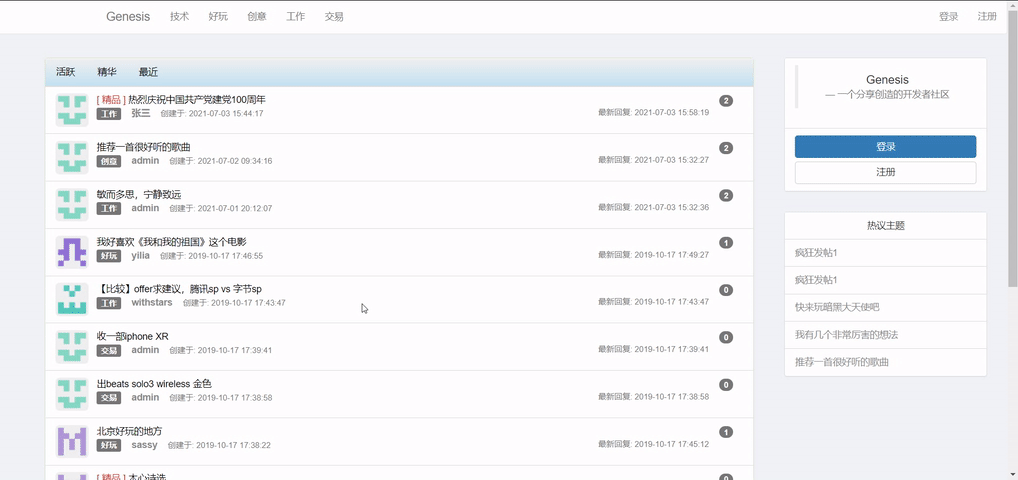 Genesis 技术 好玩 创意 工作 交易 登录 注册
活跃 精华 最近
[ 精品 ] 热烈庆祝中国共产党建党100周年
工作 张三 创建于: 2021-07-03 15:44:17 最新回复: 2021-07-03 15:58:19 2
推荐一首很好听的歌曲
创意 admin 创建于: 2021-07-02 09:34:16 最新回复: 2021-07-03 15:32:27 2
敏而多思，宁静致远
工作 admin 创建于: 2021-07-01 20:12:07 最新回复: 2021-07-03 15:32:36 2
我好喜欢《我和我的祖国》这个电影
好玩 yilia 创建于: 2019-10-17 17:46:55 最新回复: 2019-10-17 17:49:27 1
【比较】offer求建议，腾讯sp vs 字节sp
工作 withstars 创建于: 2019-10-17 17:43:47 最新回复: 2019-10-17 17:43:47 0
收一部iphone XR
交易 admin 创建于: 2019-10-17 17:39:41 最新回复: 2019-10-17 17:39:41 0
出beats solo3 wireless 金色
交易 admin 创建于: 2019-10-17 17:38:58 最新回复: 2019-10-17 17:38:58 0
北京好玩的地方
好玩 sassy 创建于: 2019-10-17 17:38:22 最新回复: 2019-10-17 17:45:12 1
[ 精品 ] 木心诗选
Genesis
— 一个分享创造的开发者社区
登录
注册
热议主题
疯狂发帖1
疯狂发帖1
快来玩暗黑大天使吧
我有几个非常厉害的想法
推荐一首很好听的歌曲